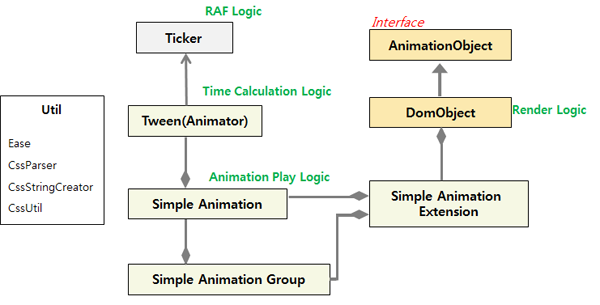 RAF Logic
Interface
Ticker
AnimationObject
Time Calculation Logic
Util
Tween(Animator)
DomObject
Render Logic
Ease
CssParser
CssStringCreator
CssUtil
Animation Play Logic
Simple Animation
Simple Animation
Extension
Simple Animation Group